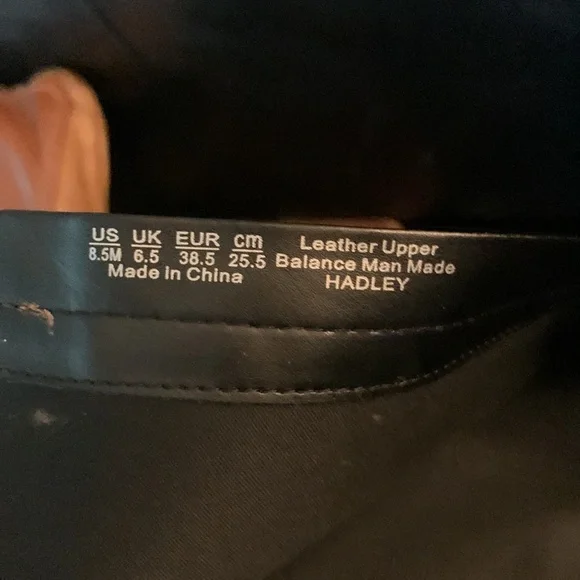 US UK EUR cm
8.5M 6.5 38.5 25.5
Made In China
Leather Upper
Balance Man Made
HADLEY